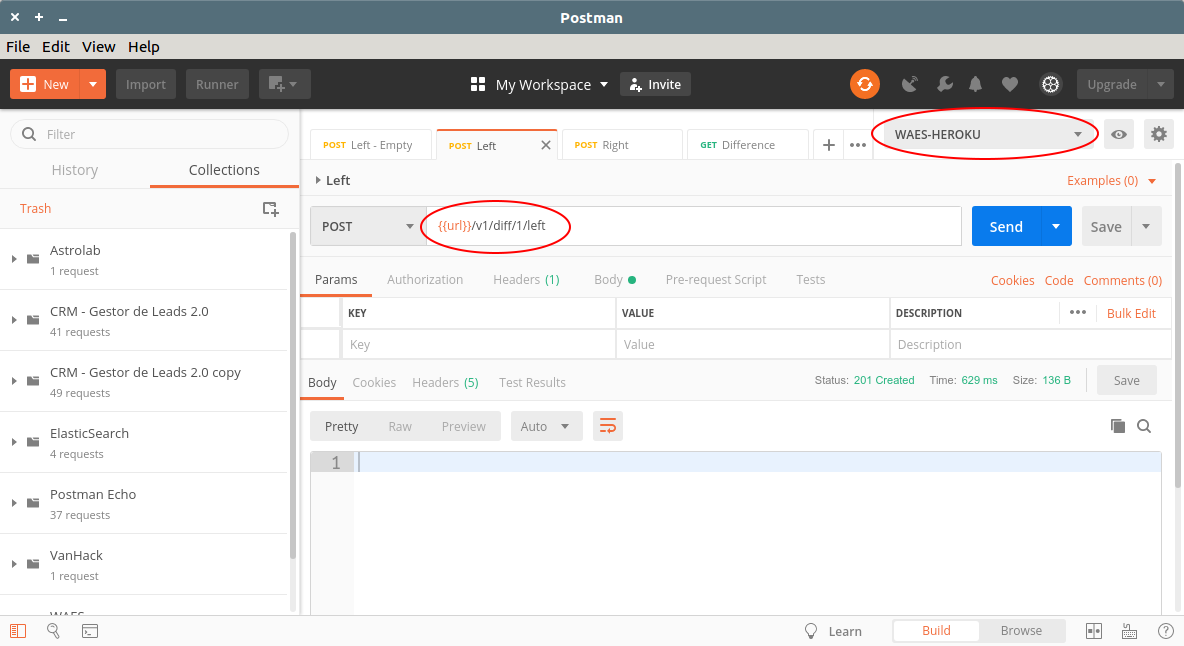 Postman
File Edit View Help
New Import Runner My Workspace Invite Upgrade
Filter
History Collections
Trash
Astrolab
1 request
CRM - Gestor de Leads 2.0
41 requests
CRM - Gestor de Leads 2.0 copy
49 requests
ElasticSearch
4 requests
Postman Echo
37 requests
VanHack
1 request
WAES
POST Left - Empty POST Left POST Right GET Difference WAES-HEROKU
Left Examples (0)
POST {{url}}/v1/diff/1/left Send Save
Params Authorization Headers (1) Body Pre-request Script Tests Cookies Code Comments (0)
KEY VALUE DESCRIPTION Bulk Edit
Key Value Description
Body Cookies Headers (5) Test Results Status: 201 Created Time: 629 ms Size: 136 B Save
Pretty Raw Preview Auto
1
Learn Build Browse